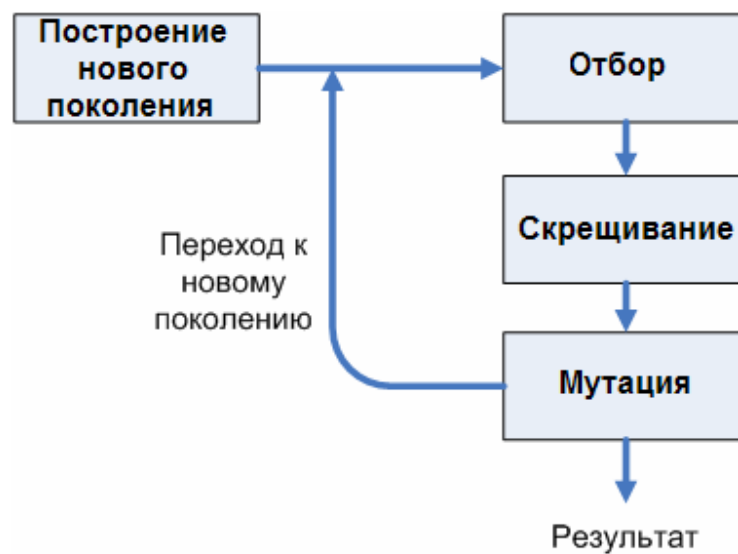 Построение
нового
поколения
Отбор
Скрещивание
Переход к
новому
поколению
Мутация
Результат